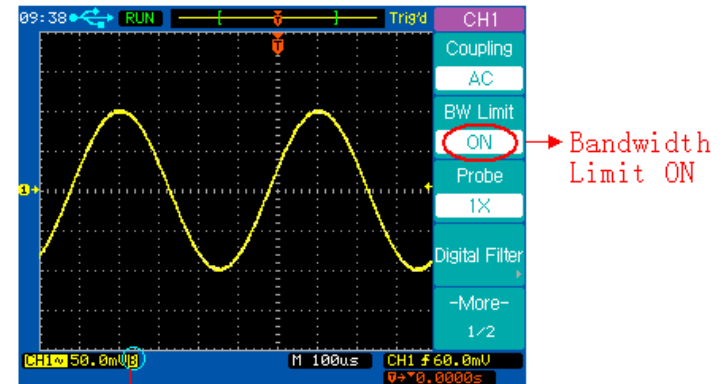 09:38 RUN Trig'd CH1
Coupling
AC
BW Limit
ON
Bandwidth
Limit ON
Probe
1X
Digital Filter
-More-
1/2
CH1~ 50.0mVB M 100us CH1 60.0mV
0.0000s